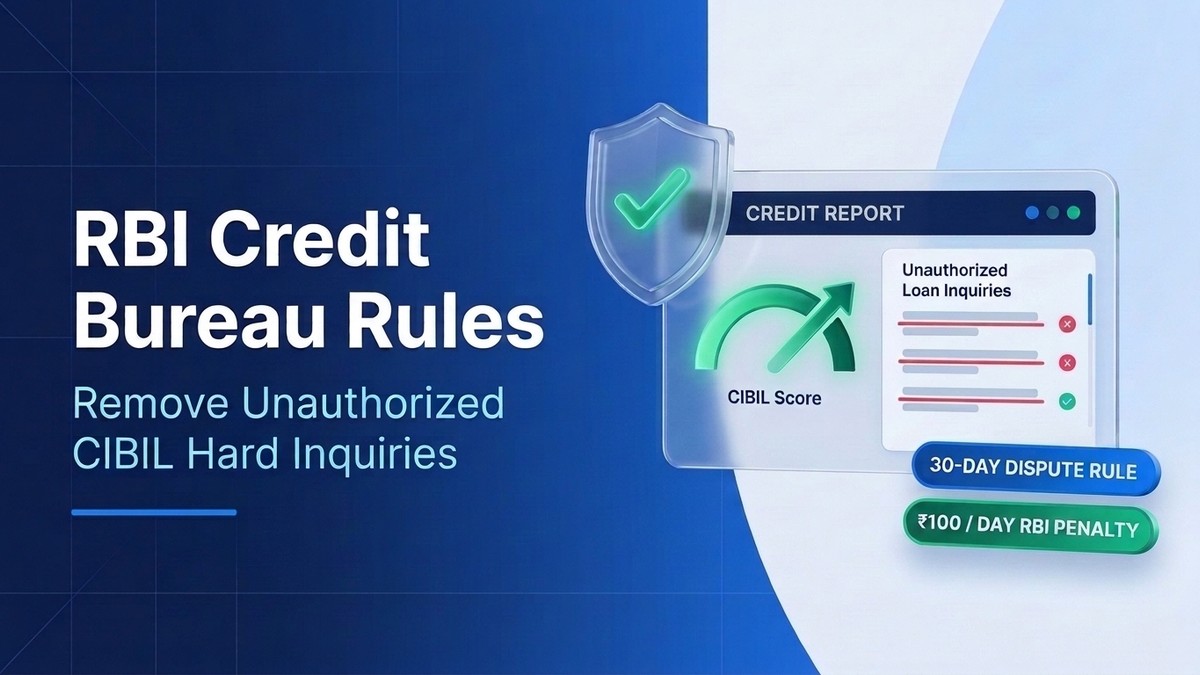 RBI Credit
Bureau Rules
Remove Unauthorized
CIBIL Hard Inquiries
CREDIT REPORT
CIBIL Score
Unauthorized
Loan Inquiries
30-DAY DISPUTE RULE
₹100 / DAY RBI PENALTY